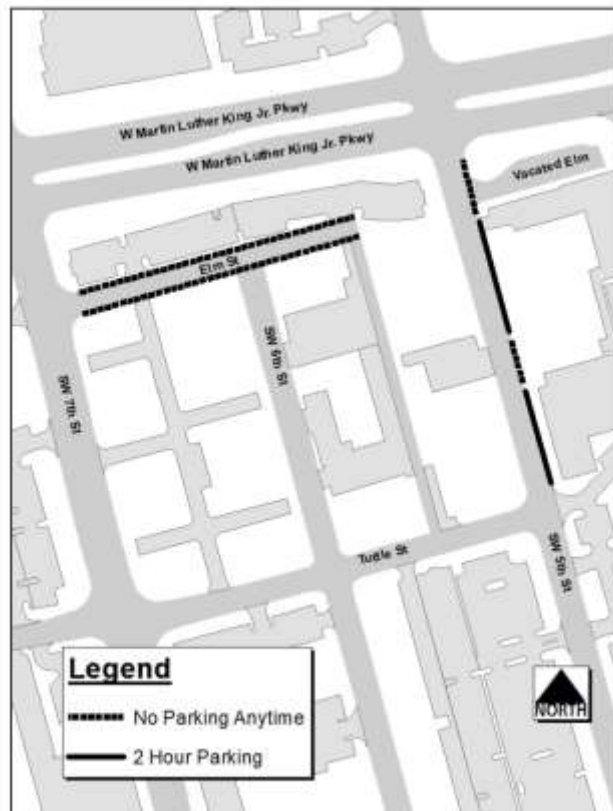 W Martin Luther King Jr. Pkwy
W Martin Luther King Jr. Pkwy
Vacated Elm
Elm St
SW 6th St
SW 7th St
Tuttle St
SW 5th St
Legend
No Parking Anytime
2 Hour Parking
NORTH